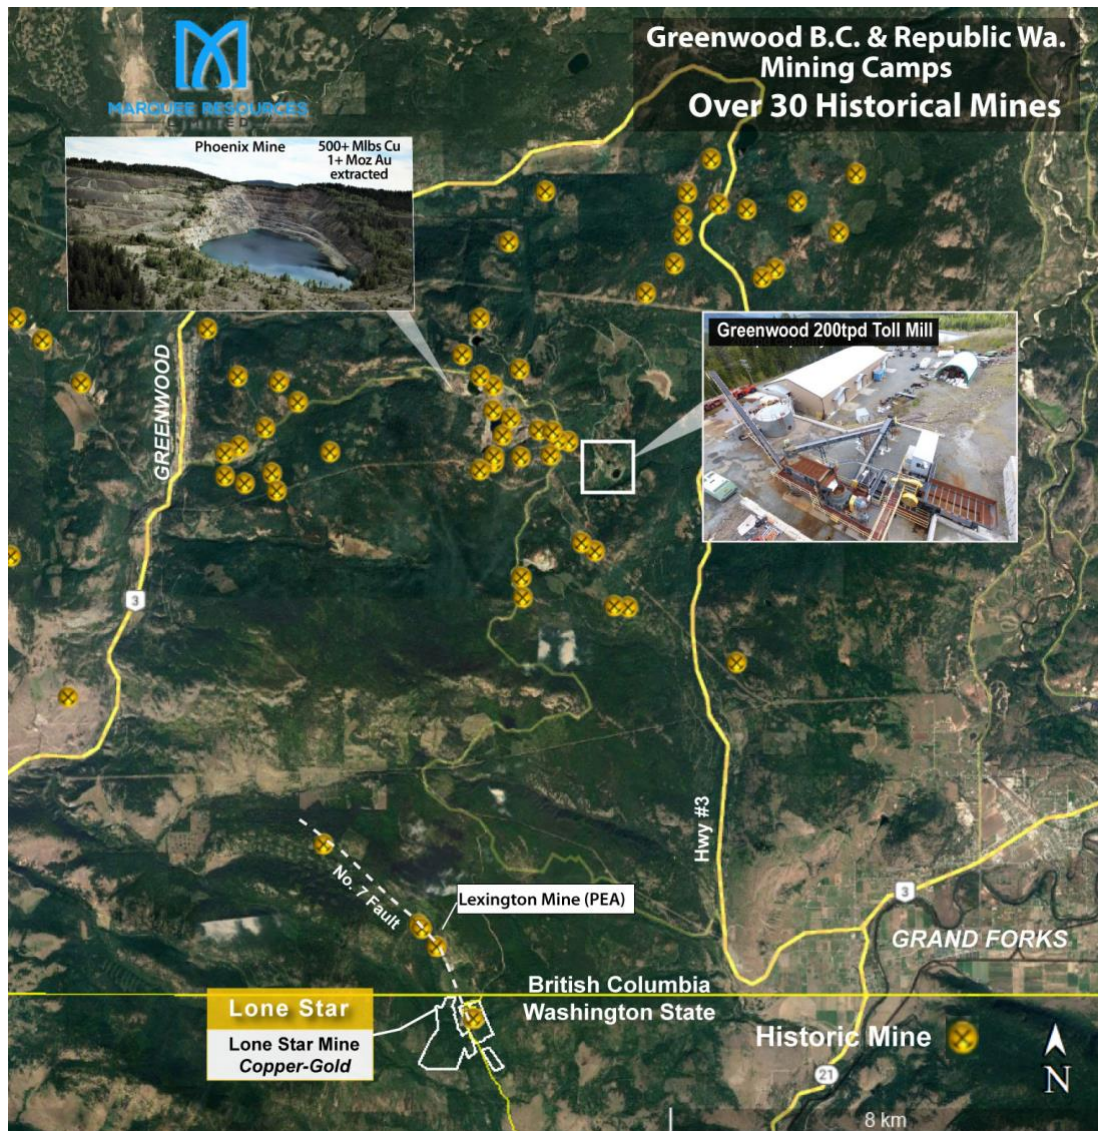 Greenwood B.C. & Republic Wa.
Mining Camps
Over 30 Historical Mines
MARQUEE RESOURCES
LIMITED
Phoenix Mine
500+ Mlbs Cu
1+ Moz Au
extracted
Greenwood 200tpd Toll Mill
GREENWOOD
3
Hwy #3
No. 7 Fault
Lexington Mine (PEA)
3
GRAND FORKS
British Columbia
Washington State
Lone Star
Lone Star Mine
Copper-Gold
Historic Mine
21
N
8 km